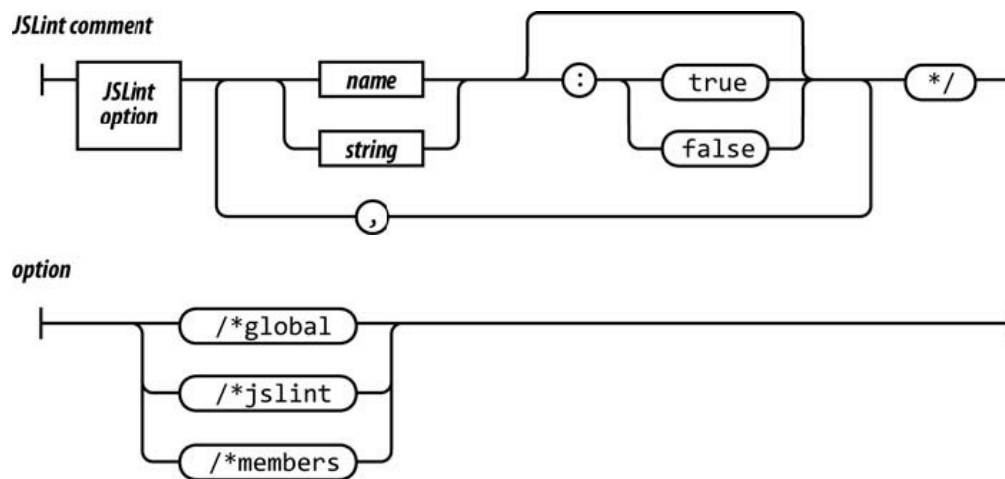 JSLint comment
JSLint
option
name
:
true
*/
string
false
,
option
/*global
/*jslint
/*members